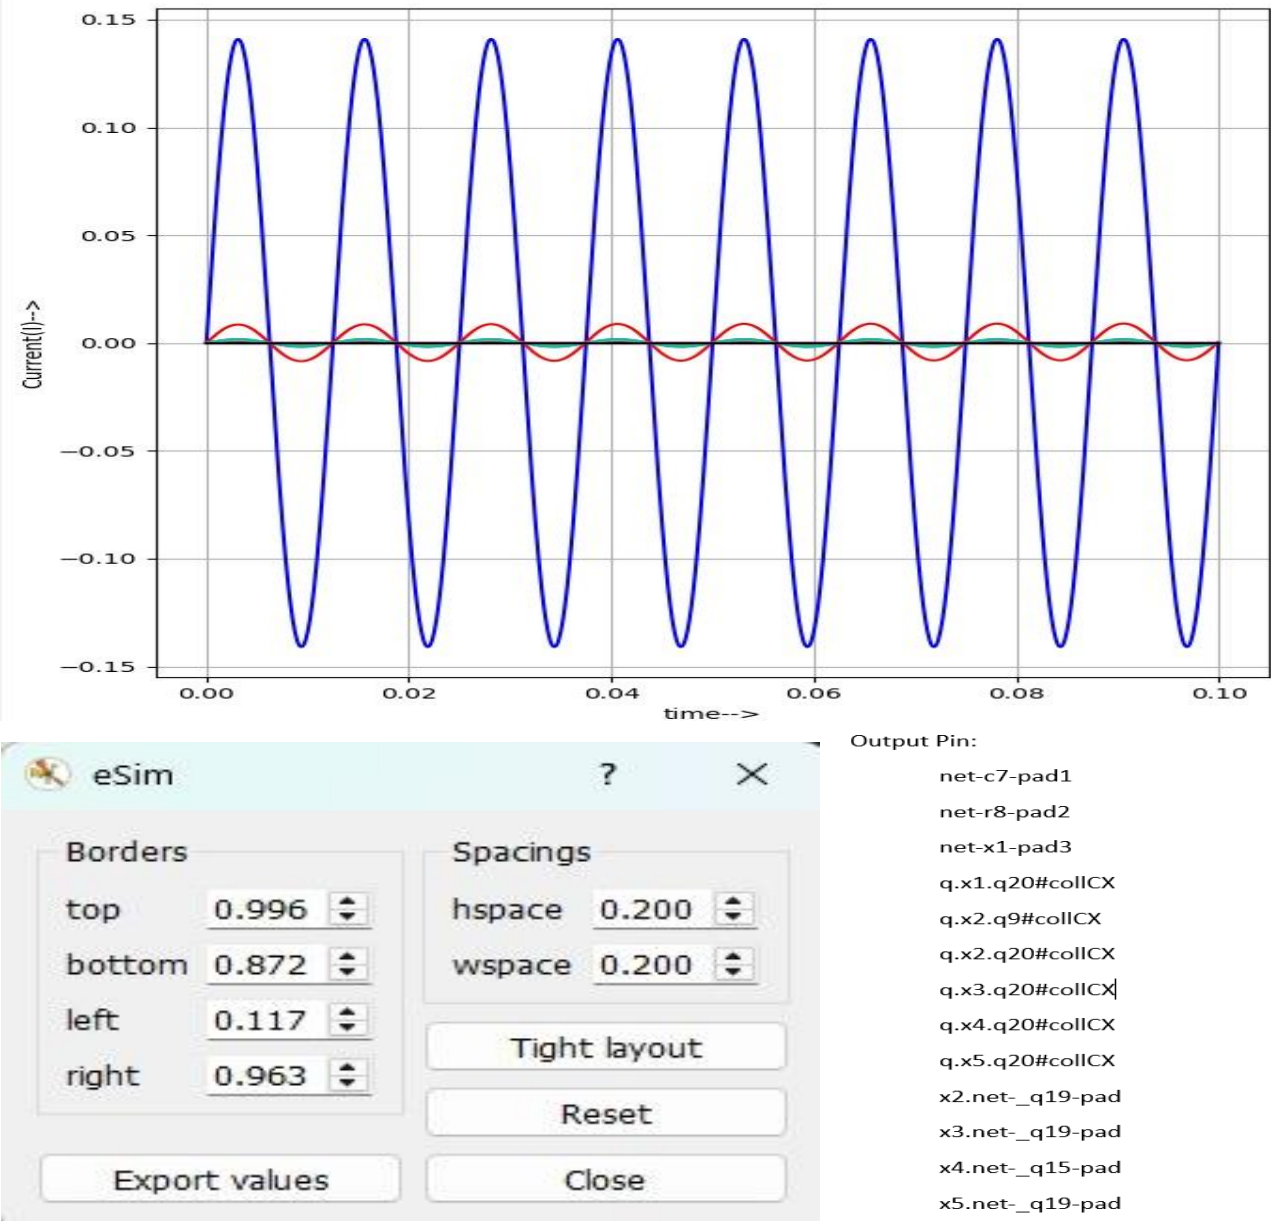 0.15
0.10
0.05
0.00
−0.05
−0.10
−0.15
Current(I)-->
0.00 0.02 0.04 0.06 0.08 0.10
time-->
eSim ? ×
Borders
top 0.996
bottom 0.872
left 0.117
right 0.963
Spacings
hspace 0.200
wspace 0.200
Tight layout
Reset
Export values
Close
Output Pin:
net-c7-pad1
net-r8-pad2
net-x1-pad3
q.x1.q20#collCX
q.x2.q9#collCX
q.x2.q20#collCX
q.x3.q20#collCX
q.x4.q20#collCX
q.x5.q20#collCX
x2.net-_q19-pad
x3.net-_q19-pad
x4.net-_q15-pad
x5.net-_q19-pad